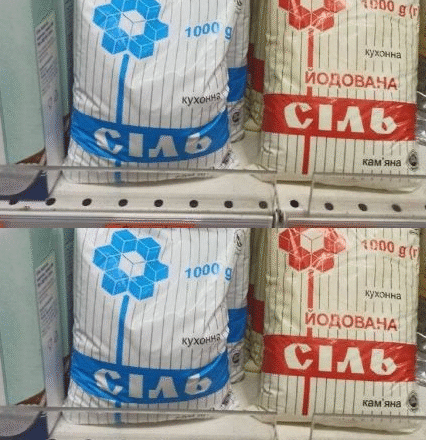 1000 g
кухонна
СІЛЬ
1000 g (г
кухонна
ЙОДОВАНА
СІЛЬ
кам'яна
1000 g
кухонна
СІЛЬ
1000 g (г
кухонна
ЙОДОВАНА
СІЛЬ
кам'яна